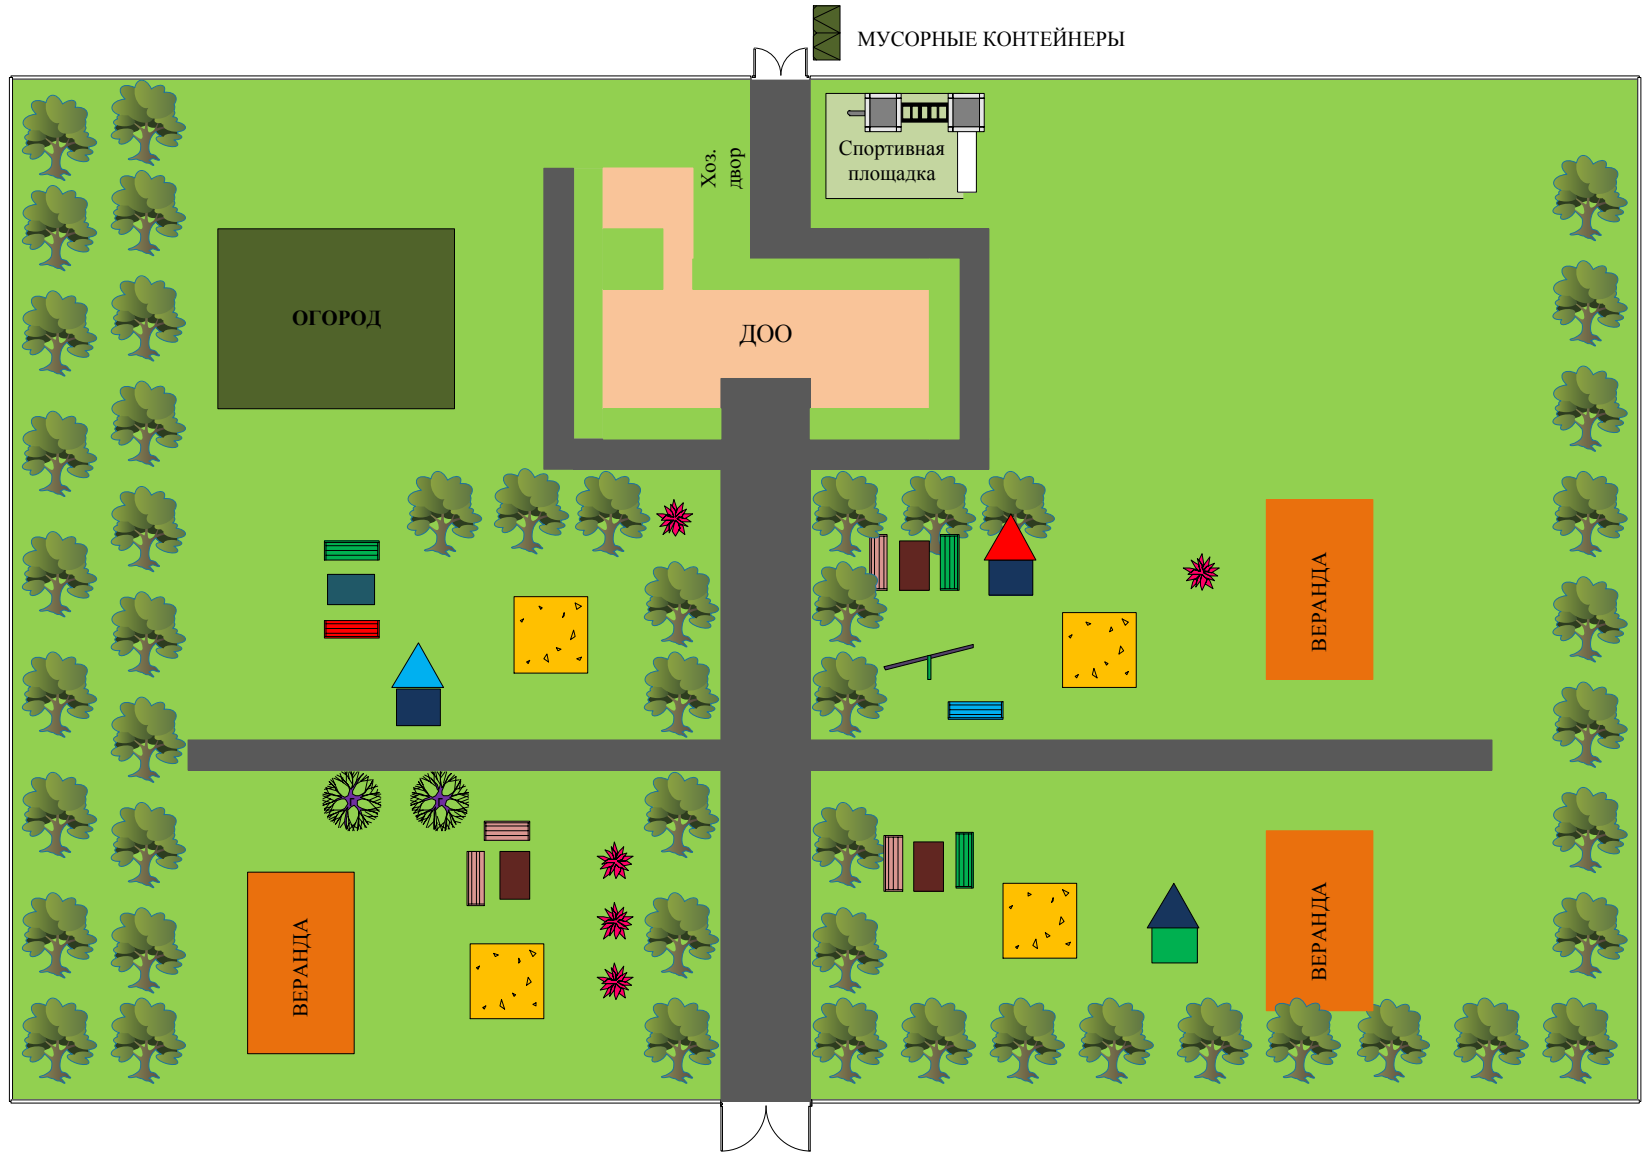 МУСОРНЫЕ КОНТЕЙНЕРЫ
Хоз.
двор
Спортивная
площадка
ОГОРОД
ДОО
ВЕРАНДА
ВЕРАНДА
ВЕРАНДА